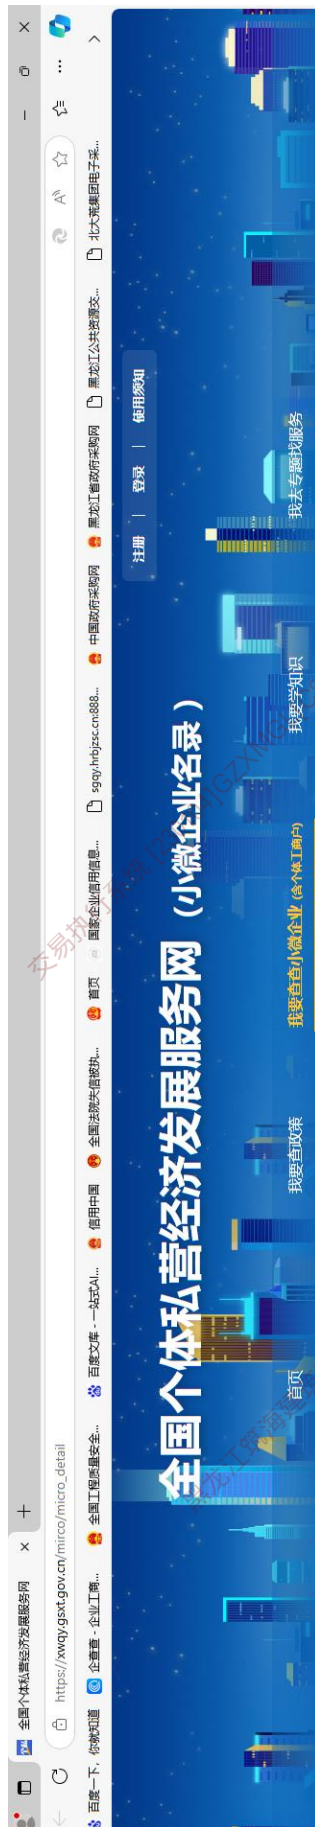 全国个体私营经济发展服务网
https://xwqy.gsxt.gov.cn/mirco/micro_detail
百度一下，你就知道 企查查 - 企业工商... 全国工程质量安全... 百度文库 - 一站式AI... 信用中国 全国法院失信被执... 首页 国家企业信用信息... sgqy.hrbjzsc.cn:888... 中国政府采购网 黑龙江省政府采购网 黑龙江公共资源交... 北大荒集团电子采...
注册 | 登录 | 使用须知
全国个体私营经济发展服务网（小微企业名录）
首页 我要查政策 我要查小微企业（含个体工商户） 我要学知识 我去专题找服务